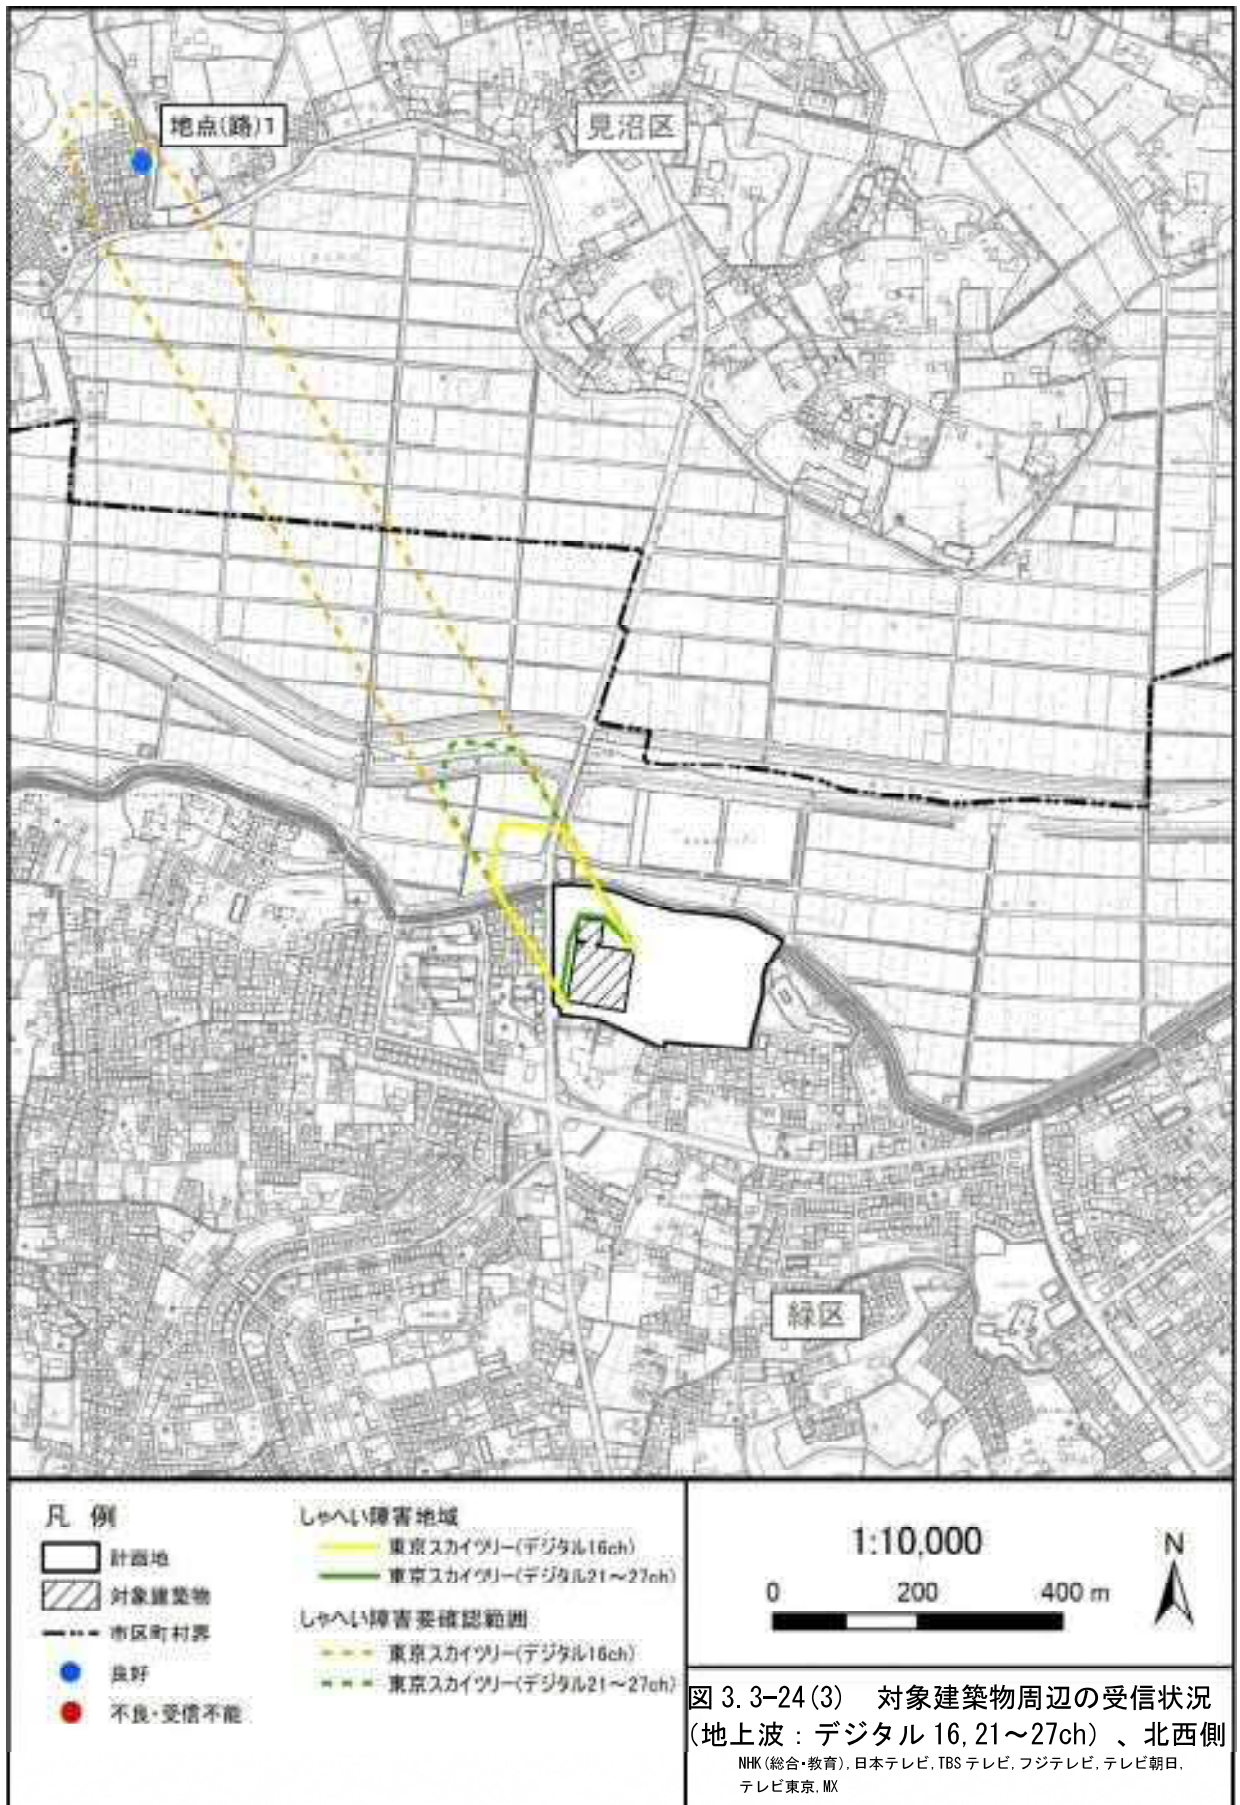 地点(路)1
見沼区
緑区
凡 例
計画地
対象建築物
市区町村界
良好
不良・受信不能
しゃへい障害地域
東京スカイツリー(デジタル16ch)
東京スカイツリー(デジタル21～27ch)
しゃへい障害要確認範囲
東京スカイツリー(デジタル16ch)
東京スカイツリー(デジタル21～27ch)
1:10,000
N
0 200 400 m
図 3.3-24(3) 対象建築物周辺の受信状況
(地上波：デジタル 16,21～27ch) 、北西側
NHK(総合・教育),日本テレビ,TBS テレビ,フジテレビ,テレビ朝日,
テレビ東京,MX